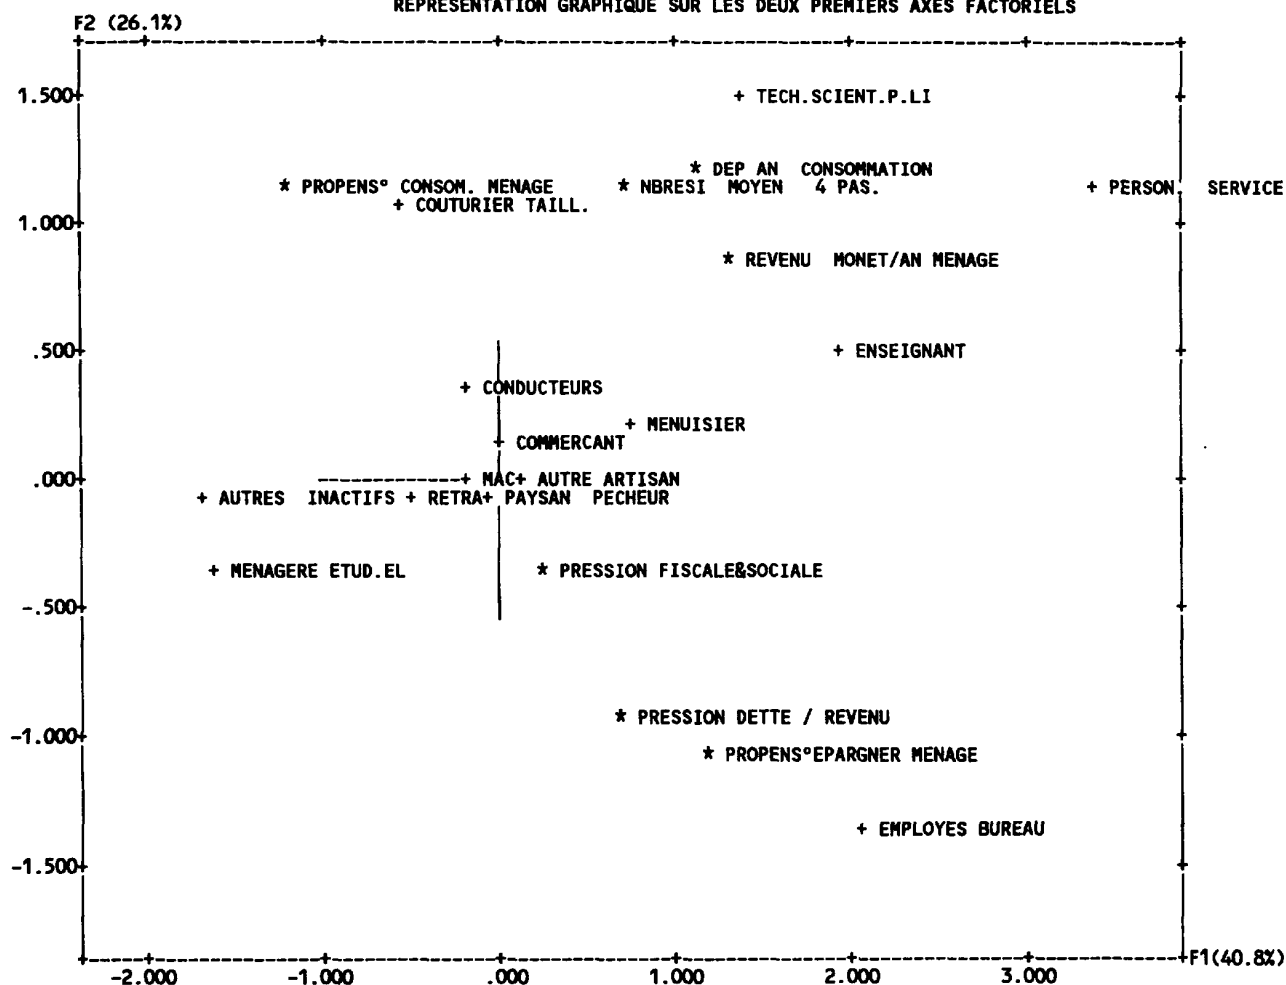 REPRESENTATION GRAPHIQUE SUR LES DEUX PREMIERS AXES FACTORIELS
F2 (26.1%)
1.500
+ TECH.SCIENT.P.LI
* DEP AN CONSOMMATION
* PROPENS° CONSOM. MENAGE
* NBRESI MOYEN 4 PAS.
+ PERSON. SERVICE
+ COUTURIER TAILL.
1.000
* REVENU MONET/AN MENAGE
.500
+ ENSEIGNANT
+ CONDUCTEURS
+ MENUISIER
+ COMMERCANT
.000
+ MAC+ AUTRE ARTISAN
+ AUTRES INACTIFS + RETRA+ PAYSAN PECHEUR
+ MENAGERE ETUD.EL
* PRESSION FISCALE&SOCIALE
-.500
* PRESSION DETTE / REVENU
-1.000
* PROPENS°EPARGNER MENAGE
+ EMPLOYES BUREAU
-1.500
F1(40.8%)
-2.000 -1.000 .000 1.000 2.000 3.000